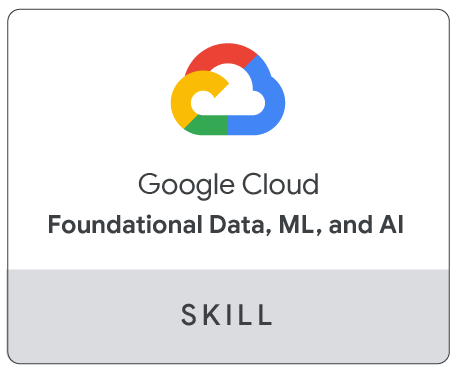 Google Cloud
Foundational Data, ML, and AI
SKILL